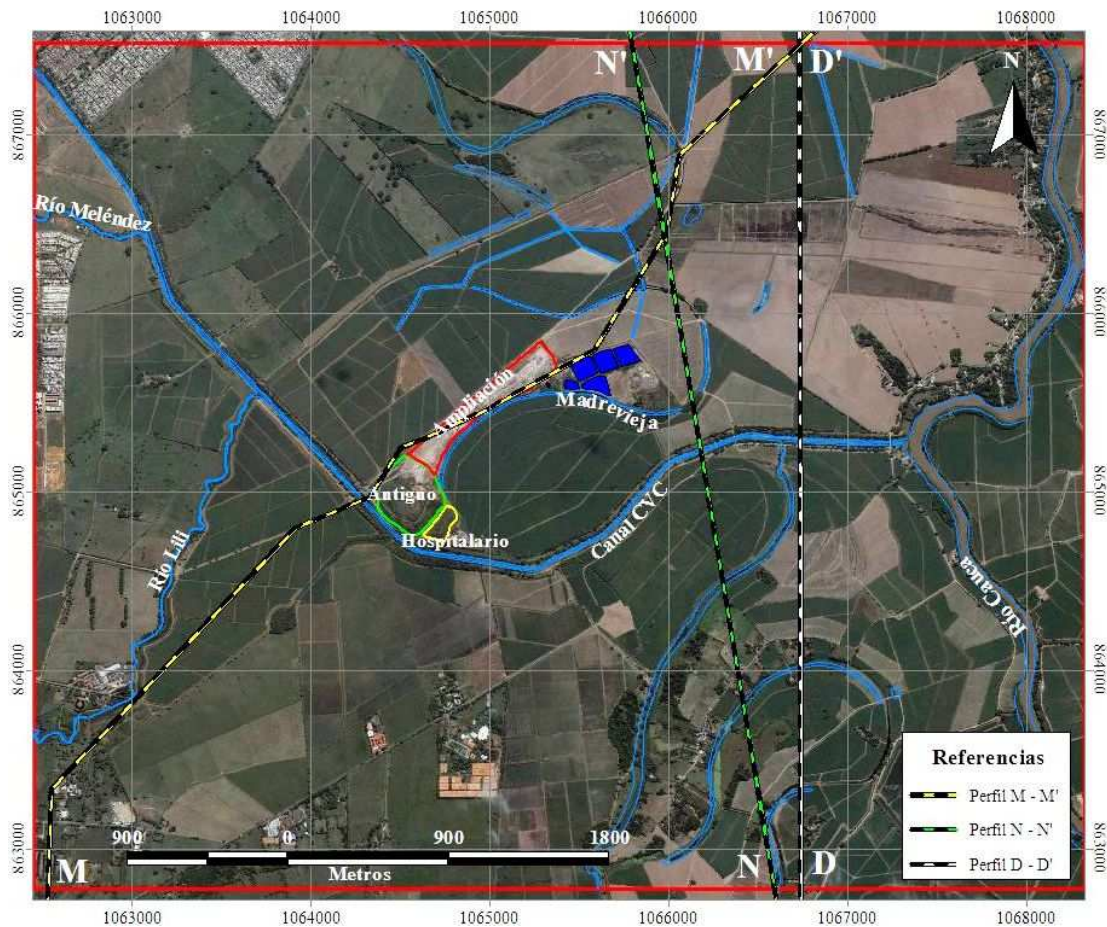 1063000 1064000 1065000 1066000 1067000 1068000
N' M' D'
N
867000 867000
Río Meléndez
866000 866000
Ampliación
Madrevieja
865000 865000
Antiguo
Hospitalario
Canal CVC
Río Lili
Río Cauca
864000 864000
Referencias
Perfil M - M'
Perfil N - N'
Perfil D - D'
863000 863000
900 0 900 1800
Metros
M N D
1063000 1064000 1065000 1066000 1067000 1068000